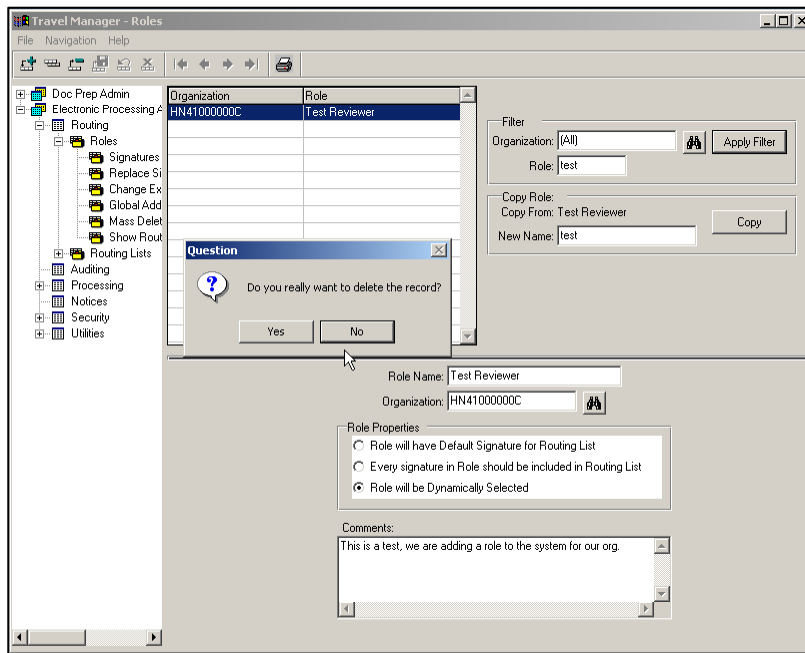 Travel Manager - Roles
File Navigation Help
Doc Prep Admin
Electronic Processing A
Routing
Roles
Signatures
Replace Si
Change Ex
Global Add
Mass Delet
Show Rout
Routing Lists
Auditing
Processing
Notices
Security
Utilities
Organization Role
HN41000000C Test Reviewer
Filter
Organization: (All) Apply Filter
Role: test
Copy Role:
Copy From: Test Reviewer
New Name: test Copy
Question
Do you really want to delete the record?
Yes No
Role Name: Test Reviewer
Organization: HN41000000C
Role Properties
Role will have Default Signature for Routing List
Every signature in Role should be included in Routing List
Role will be Dynamically Selected
Comments:
This is a test, we are adding a role to the system for our org.